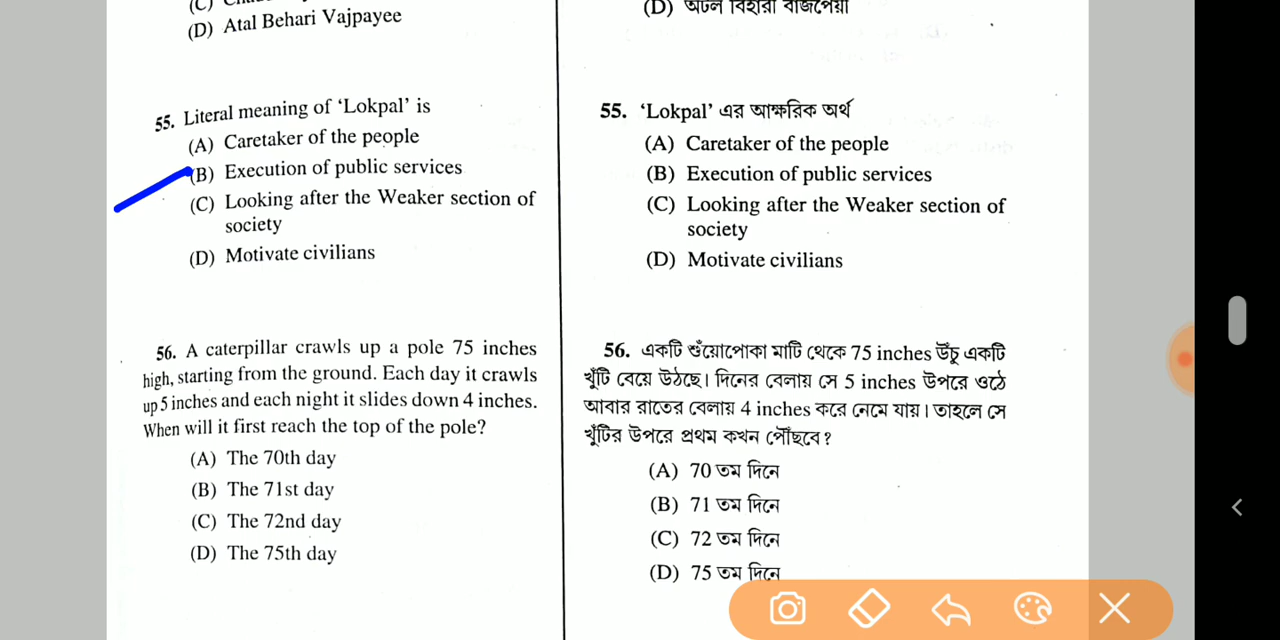 (D) Atal Behari Vajpayee
55. Literal meaning of ‘Lokpal’ is
(A) Caretaker of the people
(B) Execution of public services
(C) Looking after the Weaker section of
society
(D) Motivate civilians
56. A caterpillar crawls up a pole 75 inches
high, starting from the ground. Each day it crawls
up 5 inches and each night it slides down 4 inches.
When will it first reach the top of the pole?
(A) The 70th day
(B) The 71st day
(C) The 72nd day
(D) The 75th day
(D) অটল বিহারী বাজপেয়ী
55. ‘Lokpal’ এর আক্ষরিক অর্থ
(A) Caretaker of the people
(B) Execution of public services
(C) Looking after the Weaker section of
society
(D) Motivate civilians
56. একটি শুঁয়োপোকা মাটি থেকে 75 inches উঁচু একটি
খুঁটি বেয়ে উঠছে। দিনের বেলায় সে 5 inches উপরে ওঠে
আবার রাতের বেলায় 4 inches করে নেমে যায়। তাহলে সে
খুঁটির উপরে প্রথম কখন পৌঁছবে?
(A) 70 তম দিনে
(B) 71 তম দিনে
(C) 72 তম দিনে
(D) 75 তম দিনে